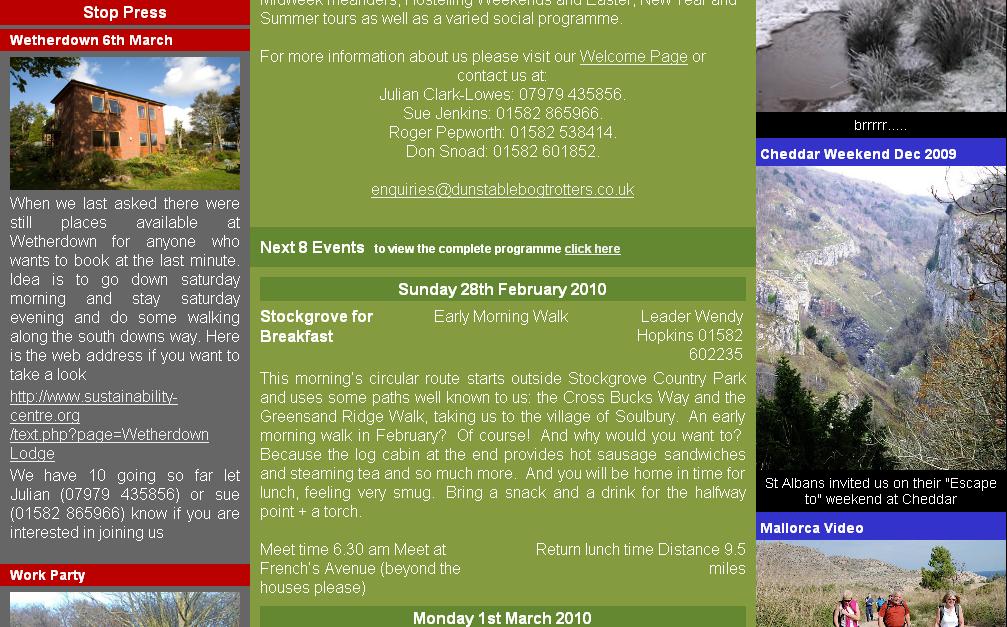 Stop Press
Wetherdown 6th March
When we last asked there were
still places available at
Wetherdown for anyone who
wants to book at the last minute.
Idea is to go down saturday
morning and stay saturday
evening and do some walking
along the south downs way. Here
is the web address if you want to
take a look
http://www.sustainability-
centre.org
/text.php?page=Wetherdown
Lodge
We have 10 going so far let
Julian (07979 435856) or sue
(01582 865966) know if you are
interested in joining us
Work Party
Midweek meanders, Hostelling Weekends and Easter, New Year and
Summer tours as well as a varied social programme.
For more information about us please visit our Welcome Page or
contact us at:
Julian Clark-Lowes: 07979 435856.
Sue Jenkins: 01582 865966.
Roger Pepworth: 01582 538414.
Don Snoad: 01582 601852.
enquiries@dunstablebogtrotters.co.uk
Next 8 Events to view the complete programme click here
Sunday 28th February 2010
Stockgrove for
Breakfast
Early Morning Walk
Leader Wendy
Hopkins 01582
602235
This morning's circular route starts outside Stockgrove Country Park
and uses some paths well known to us: the Cross Bucks Way and the
Greensand Ridge Walk, taking us to the village of Soulbury. An early
morning walk in February? Of course! And why would you want to?
Because the log cabin at the end provides hot sausage sandwiches
and steaming tea and so much more. And you will be home in time for
lunch, feeling very smug. Bring a snack and a drink for the halfway
point + a torch.
Meet time 6.30 am Meet at
French's Avenue (beyond the
houses please)
Return lunch time Distance 9.5
miles
Monday 1st March 2010
brrrrr.....
Cheddar Weekend Dec 2009
St Albans invited us on their "Escape
to" weekend at Cheddar
Mallorca Video